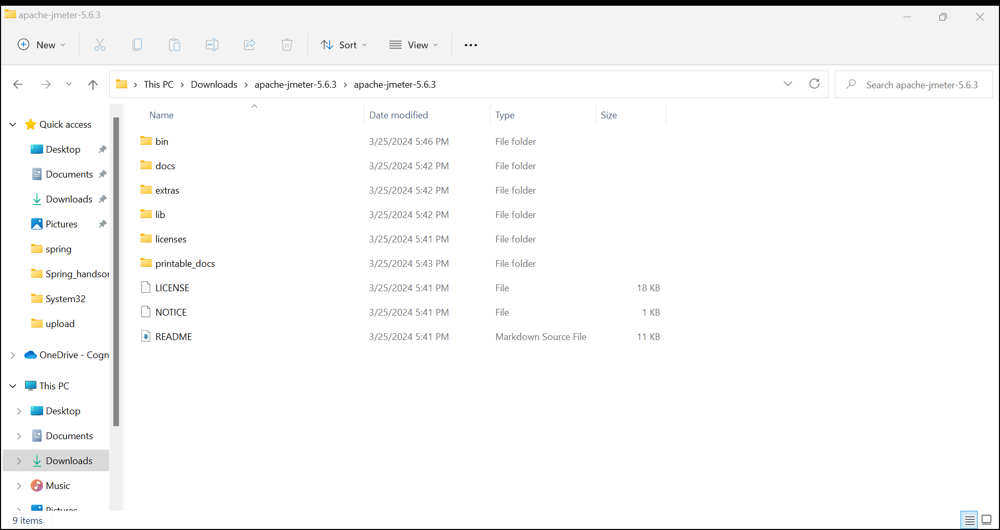 apache-jmeter-5.6.3
New Sort View
This PC Downloads apache-jmeter-5.6.3 apache-jmeter-5.6.3
Search apache-jmeter-5.6.3
Name Date modified Type Size
bin 3/25/2024 5:46 PM File folder
docs 3/25/2024 5:42 PM File folder
extras 3/25/2024 5:42 PM File folder
lib 3/25/2024 5:42 PM File folder
licenses 3/25/2024 5:41 PM File folder
printable_docs 3/25/2024 5:43 PM File folder
LICENSE 3/25/2024 5:41 PM File 18 KB
NOTICE 3/25/2024 5:41 PM File 1 KB
README 3/25/2024 5:41 PM Markdown Source File 11 KB
Quick access
Desktop
Documents
Downloads
Pictures
spring
Spring_handsor
System32
upload
OneDrive - Cogn
This PC
Desktop
Documents
Downloads
Music
Pictures
9 items